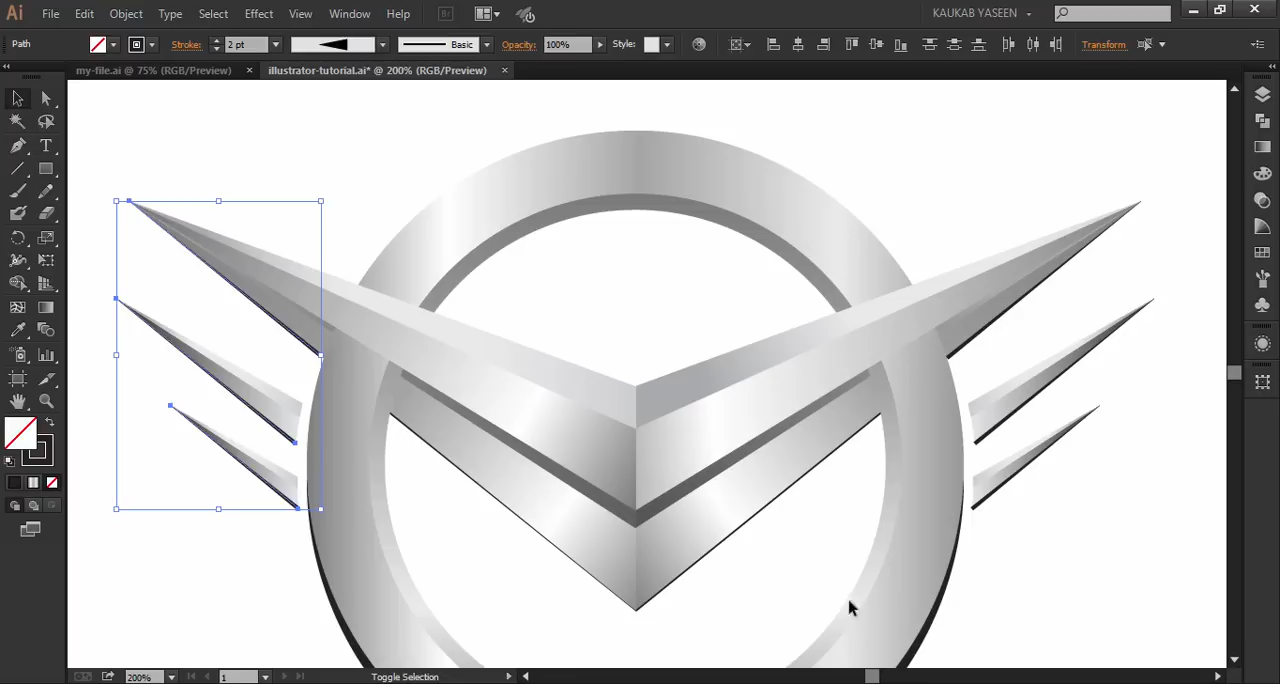 Ai File Edit Object Type Select Effect View Window Help Br KAUKAB YASEEN
Path Stroke: 2 pt Basic Opacity: 100% Style: Transform
my-file.ai @ 75% (RGB/Preview) × illustrator-tutorial.ai* @ 200% (RGB/Preview) ×
T
200% 1 Toggle Selection